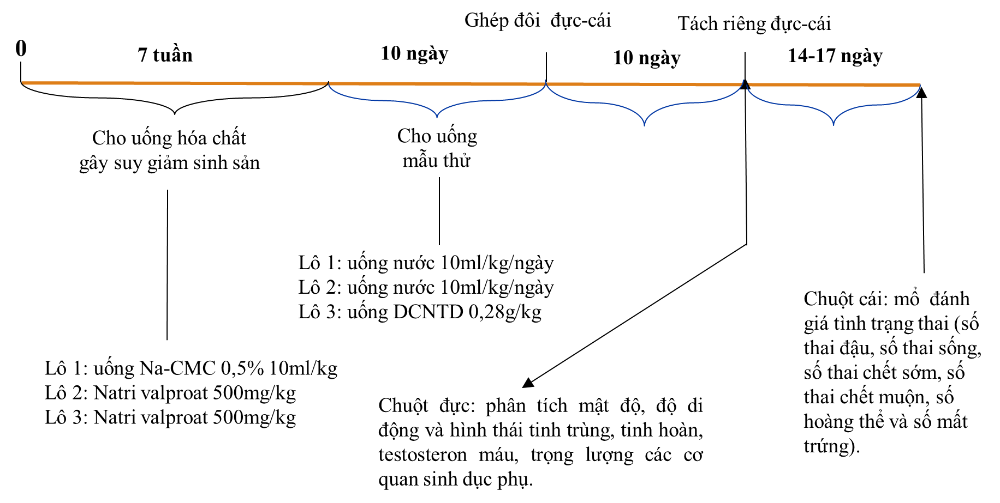 Ghép đôi đực-cái
Tách riêng đực-cái
0
7 tuần
10 ngày
10 ngày
14-17 ngày
Cho uống hóa chất
gây suy giảm sinh sản
Cho uống
mẫu thử
Lô 1: uống nước 10ml/kg/ngày
Lô 2: uống nước 10ml/kg/ngày
Lô 3: uống DCNTD 0,28g/kg
Lô 1: uống Na-CMC 0,5% 10ml/kg
Lô 2: Natri valproat 500mg/kg
Lô 3: Natri valproat 500mg/kg
Chuột đực: phân tích mật độ, độ di
động và hình thái tinh trùng, tinh hoàn,
testosteron máu, trọng lượng các cơ
quan sinh dục phụ.
Chuột cái: mổ đánh
giá tình trạng thai (số
thai đậu, số thai sống,
số thai chết sớm, số
thai chết muộn, số
hoàng thể và số mất
trứng).